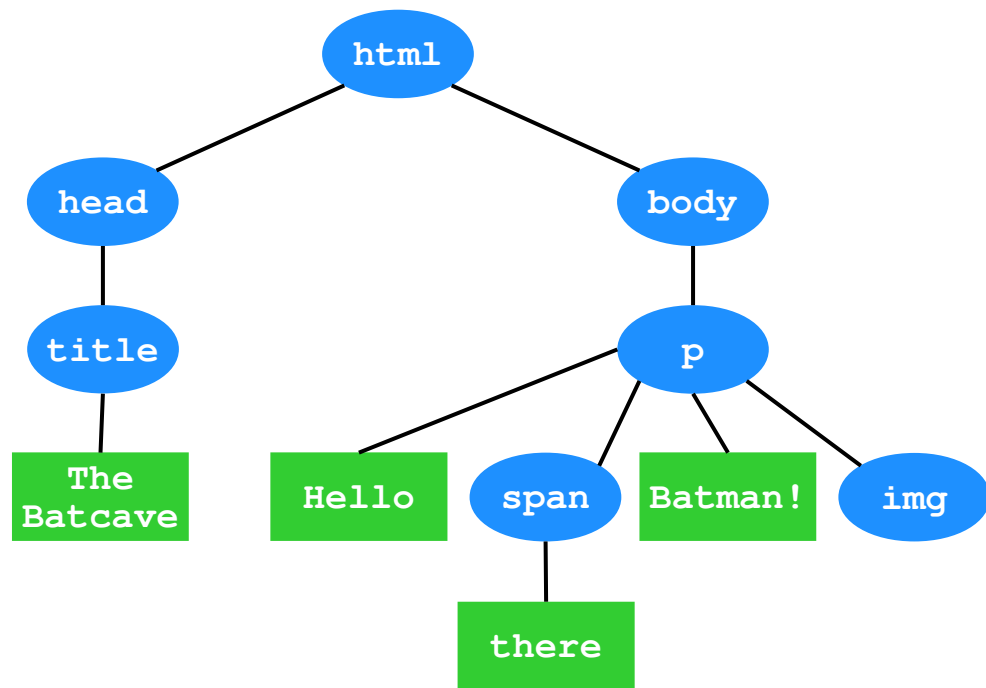 html
head
body
title
p
The
Batcave
Hello
span
Batman!
img
there